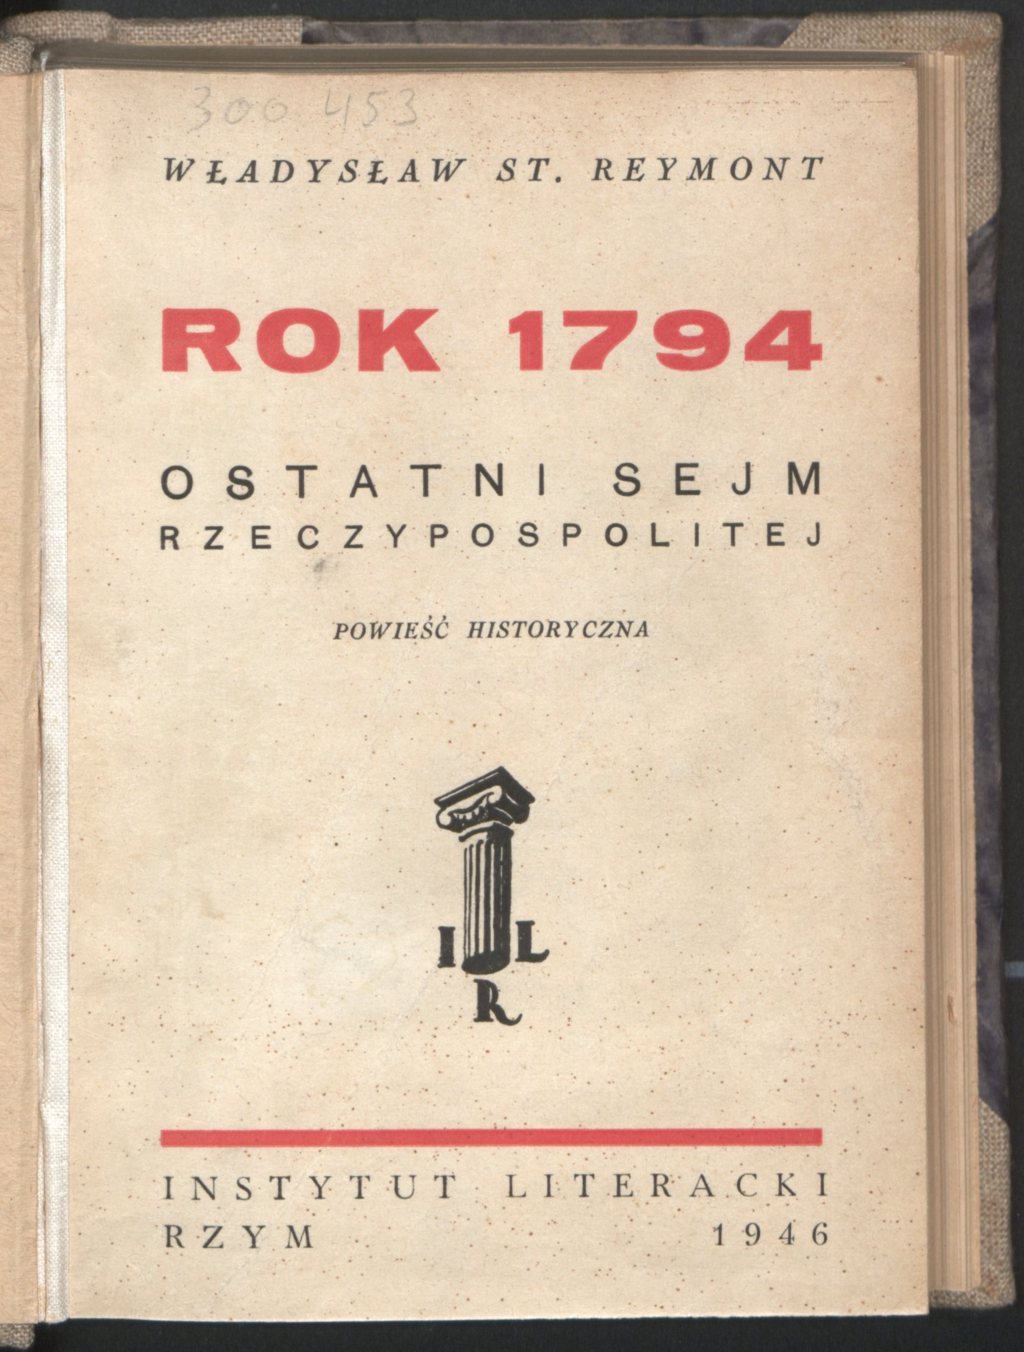 300 453
WŁADYSŁAW ST. REYMONT
ROK 1794
OSTATNI SEJM
RZECZYPOSPOLITEJ
POWIEŚĆ HISTORYCZNA
I L
R
INSTYTUT LITERACKI
RZYM 1946